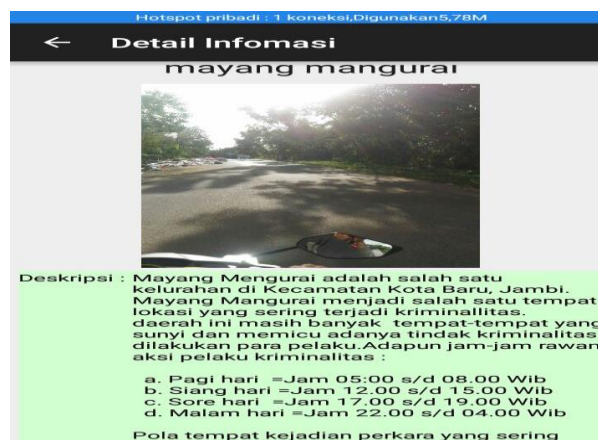 Hotspot pribadi : 1 koneksi,Digunakan5,78M
Detail Infomasi
mayang mangurai
Deskripsi : Mayang Mengurai adalah salah satu
kelurahan di Kecamatan Kota Baru, Jambi.
Mayang Mangurai menjadi salah satu tempat
lokasi yang sering terjadi kriminallitas.
daerah ini masih banyak tempat-tempat yang
sunyi dan memicu adanya tindak kriminalitas
dilakukan para pelaku.Adapun jam-jam rawan
aksi pelaku kriminalitas :
a. Pagi hari =Jam 05:00 s/d 08.00 Wib
b. Siang hari =Jam 12.00 s/d 15.00 Wib
c. Sore hari =Jam 17.00 s/d 19.00 Wib
d. Malam hari =Jam 22.00 s/d 04.00 Wib
Pola tempat kejadian perkara yang sering